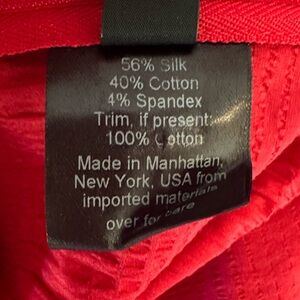 56% Silk
40% Cotton
4% Spandex
Trim, if present:
100% Cotton
Made in Manhattan,
New York, USA from
imported materials
over for care